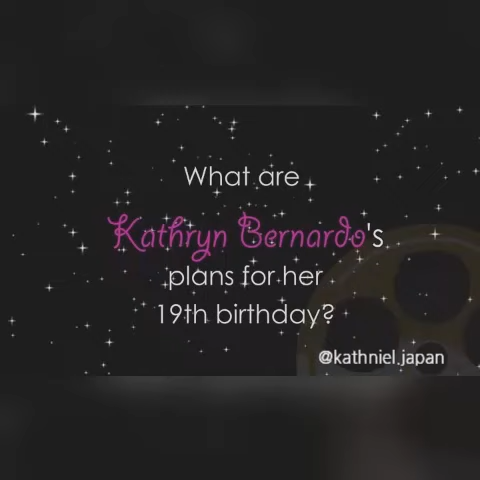 What are
Kathryn Bernardo's
plans for her
19th birthday?
@kathniel.japan